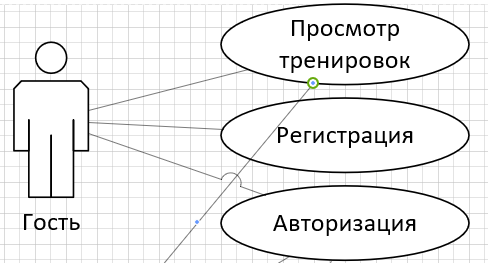 Просмотр
тренировок
Регистрация
Гость
Авторизация